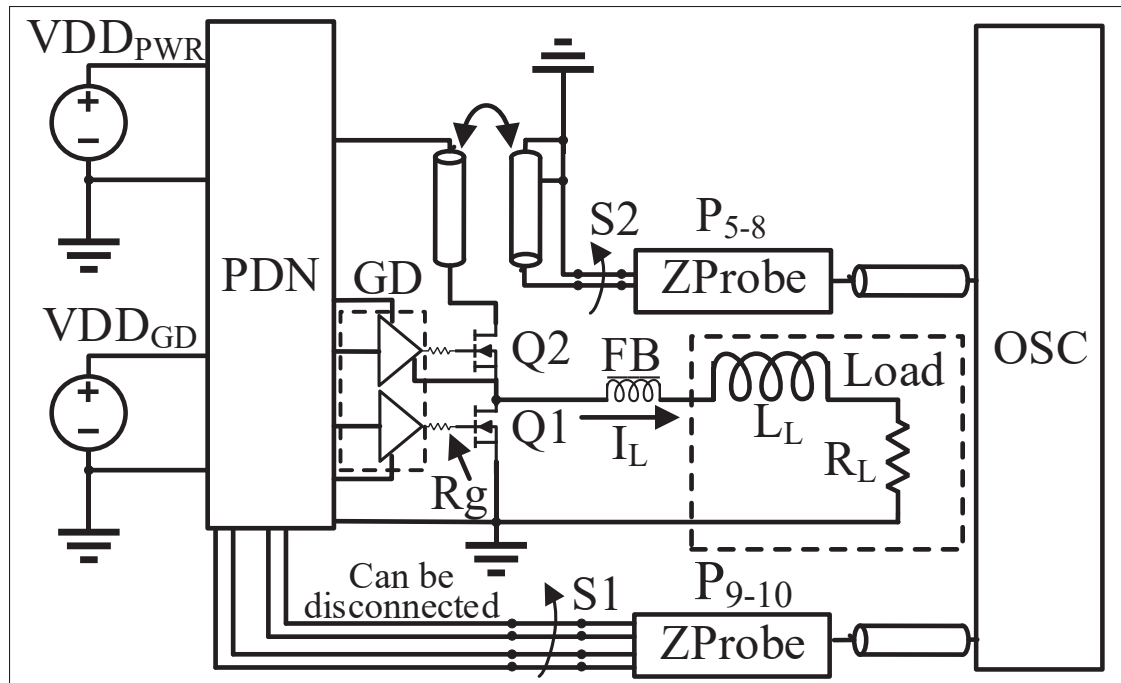 VDDPWR
+
−
PDN
VDDGD
+
−
GD
Q2
Q1
Rg
S2
P5-8
ZProbe
FB
IL
Load
LL
RL
OSC
Can be
disconnected
S1
P9-10
ZProbe